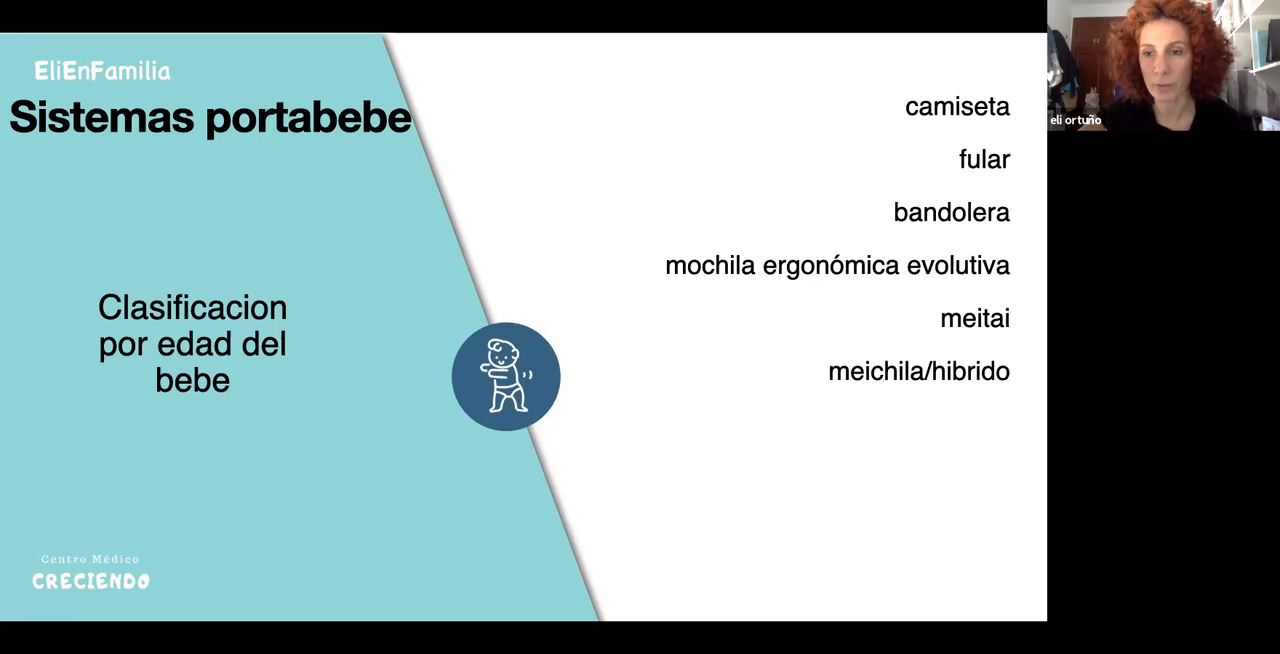 EliEnFamilia
Sistemas portabebe
Clasificacion
por edad del
bebe
camiseta
fular
bandolera
mochila ergonómica evolutiva
meitai
meichila/hibrido
Centro Médico
CRECIENDO
eli ortuño